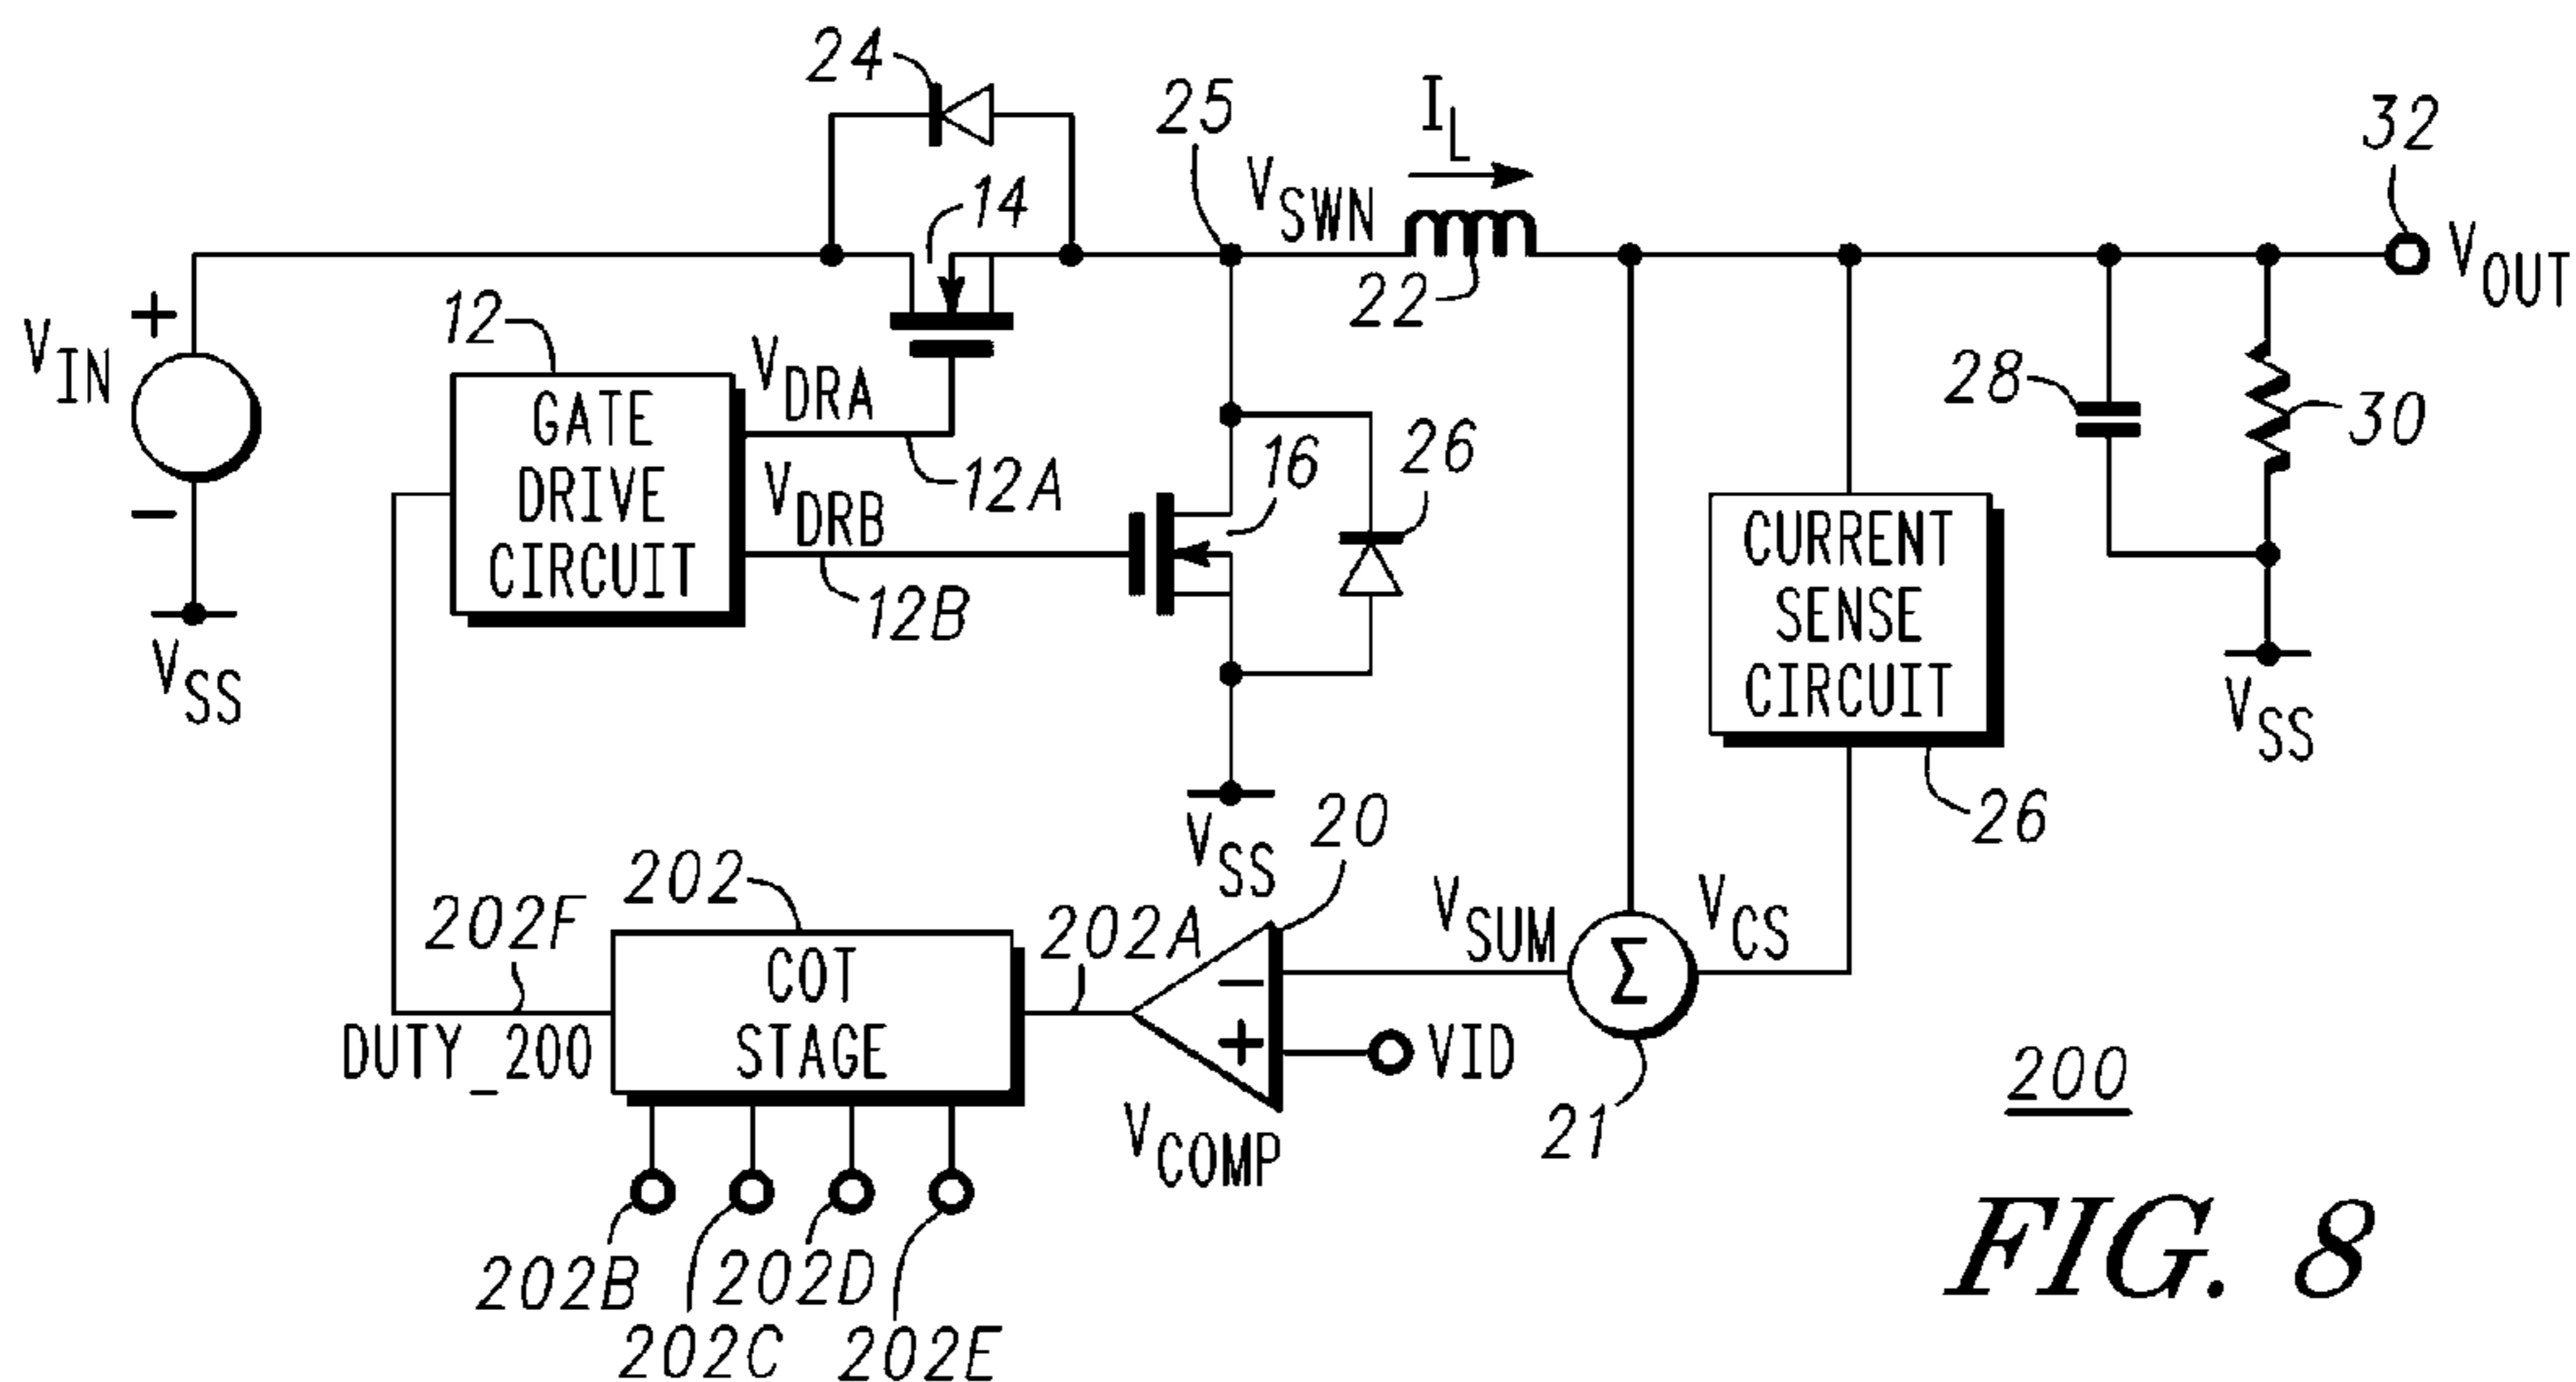 24
25
I_L
32
14
V_SWN
V_OUT
22
+
V_IN
−
V_SS
12
GATE
DRIVE
CIRCUIT
V_DRA
12A
V_DRB
12B
16
26
28
30
CURRENT
SENSE
CIRCUIT
26
V_SS
V_SS
20
202
202F
COT
STAGE
202A
DUTY_200
−
+
V_SUM
Σ
V_CS
VID
V_COMP
21
202B
202C
202D
202E
200
FIG. 8